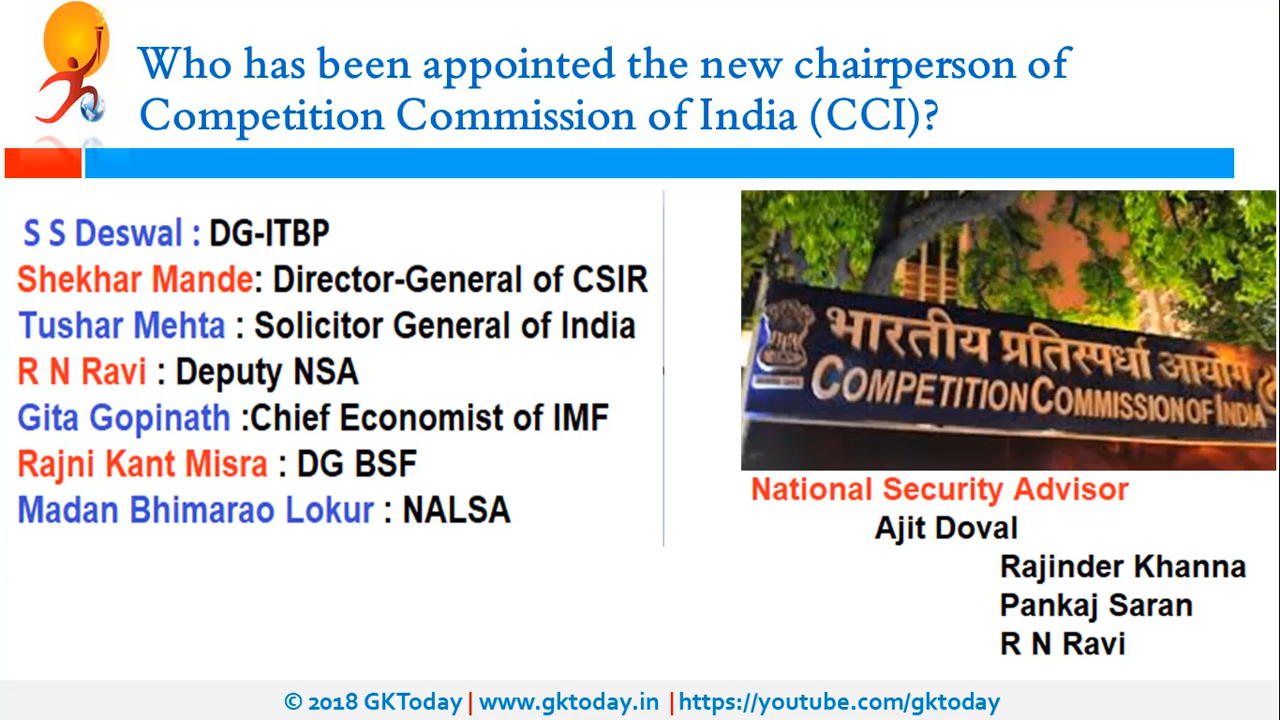 Who has been appointed the new chairperson of
Competition Commission of India (CCI)?
S S Deswal : DG-ITBP
Shekhar Mande: Director-General of CSIR
Tushar Mehta : Solicitor General of India
R N Ravi : Deputy NSA
Gita Gopinath :Chief Economist of IMF
Rajni Kant Misra : DG BSF
Madan Bhimarao Lokur : NALSA
भारतीय प्रतिस्पर्धा आयोग
COMPETITION COMMISSION OF INDIA
National Security Advisor
Ajit Doval
Rajinder Khanna
Pankaj Saran
R N Ravi
© 2018 GKToday | www.gktoday.in | https://youtube.com/gktoday